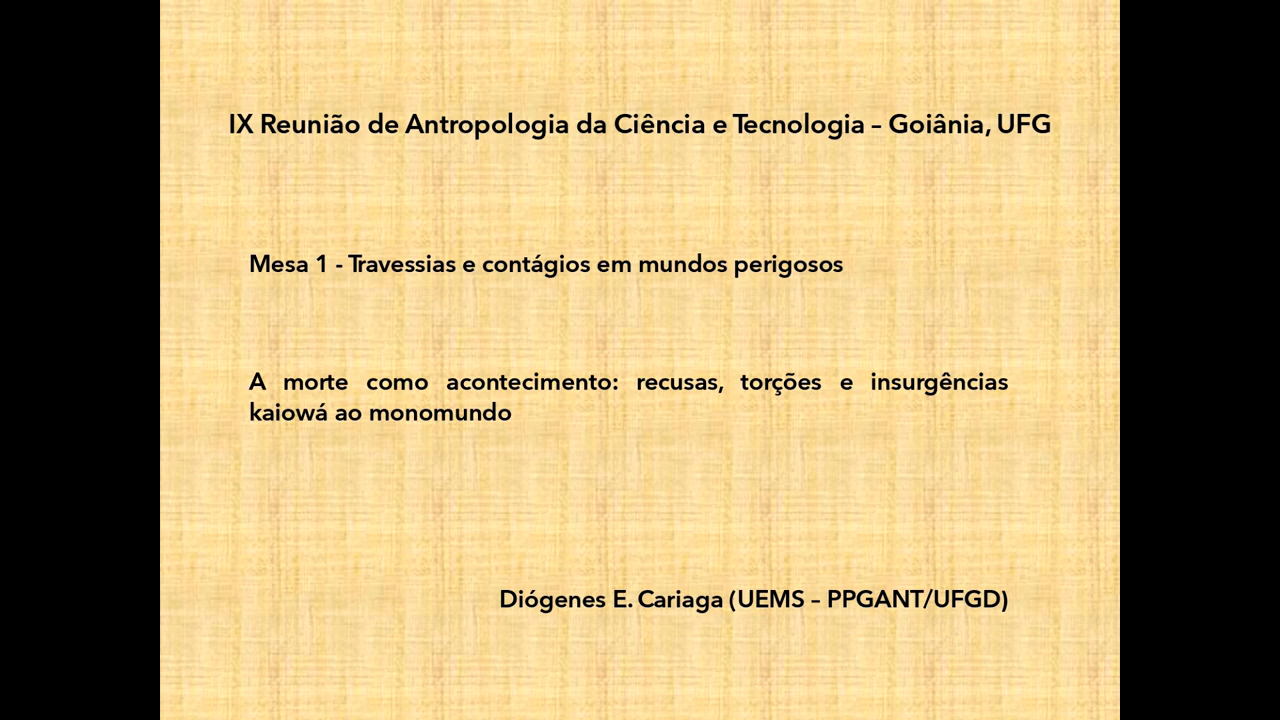 IX Reunião de Antropologia da Ciência e Tecnologia – Goiânia, UFG
Mesa 1 - Travessias e contágios em mundos perigosos
A morte como acontecimento: recusas, torções e insurgências
kaiowá ao monomundo
Diógenes E. Cariaga (UEMS – PPGANT/UFGD)